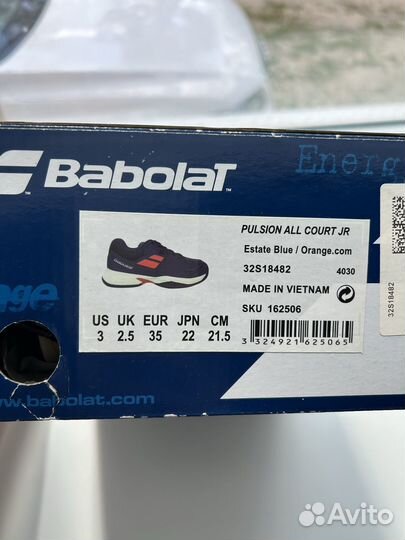 Energ
Babolat
PULSION ALL COURT JR
Estate Blue / Orange.com
32S18482 4030
MADE IN VIETNAM
SKU 162506
US UK EUR JPN CM
3 2.5 35 22 21.5
3 324921 625065
32S18482
nge
www.babolat.com
Avito